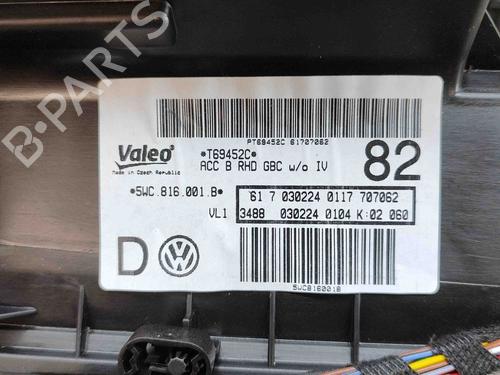 PT69452C 61707062
Valeo
Made in Czech Republic
*T69452C*
ACC B RHD GBC w/o IV
82
*5WC.816.001.B*
61 7 030224 0117 707062
VL1
3488 030224 0104 K:02 060
D
5WC816001B
B-PARTS